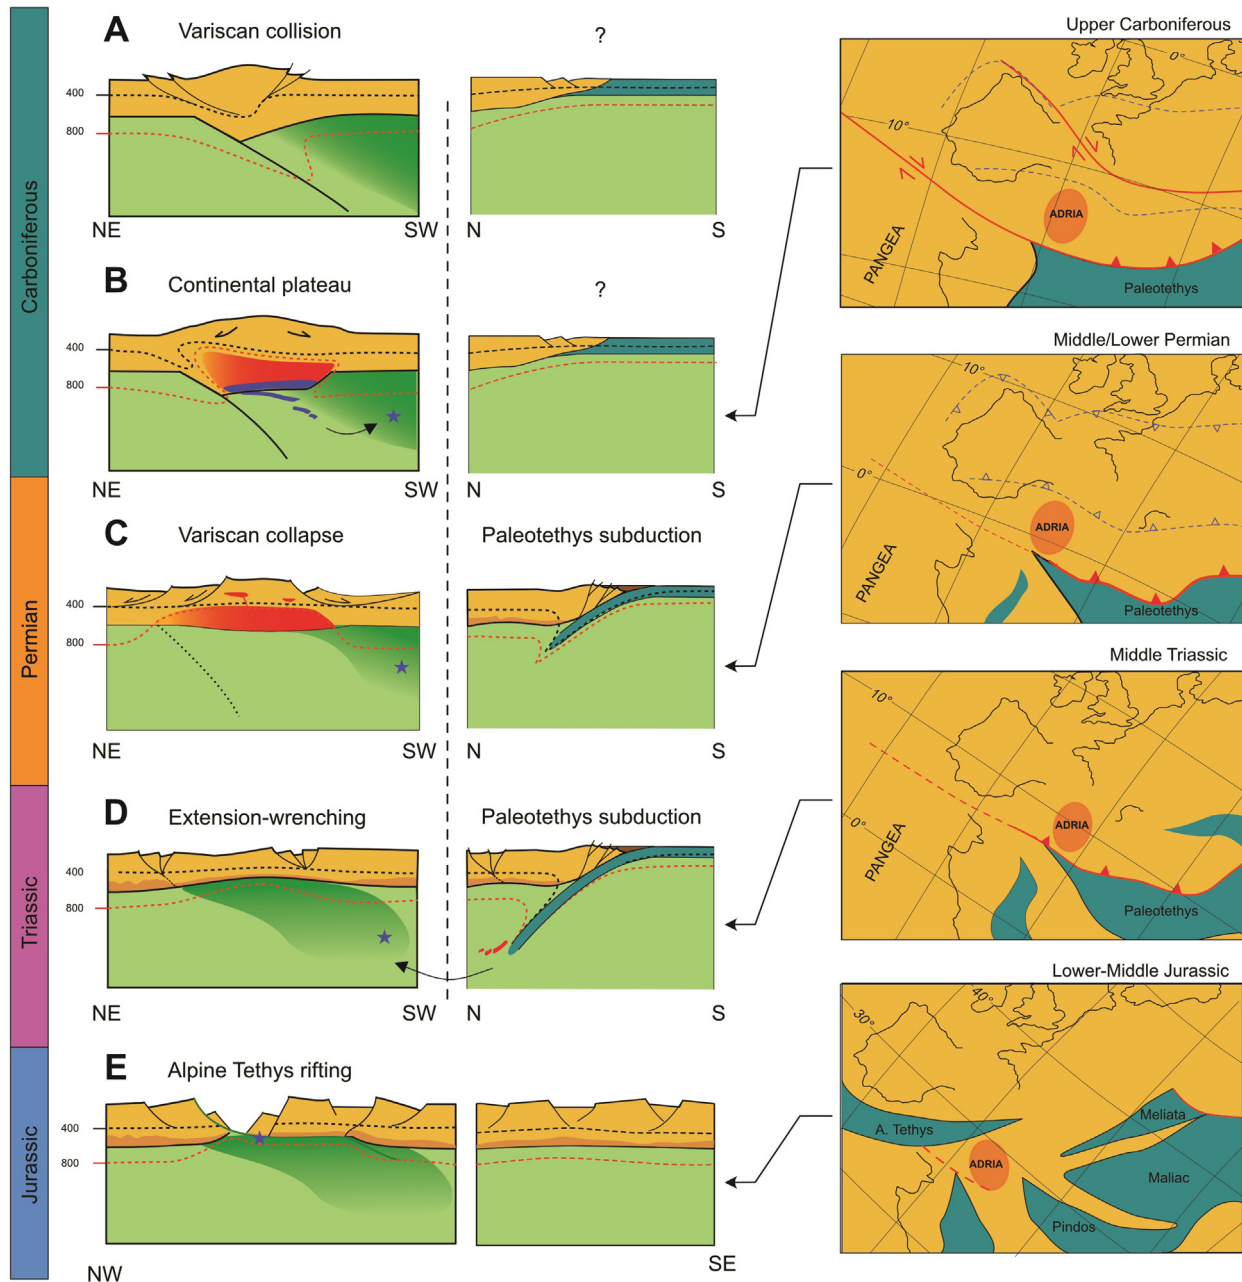 Carboniferous
Permian
Triassic
Jurassic
A
Variscan collision
?
400
800
NE
SW
N
S
B
Continental plateau
?
400
800
NE
SW
N
S
C
Variscan collapse
Paleotethys subduction
400
800
NE
SW
N
S
D
Extension-wrenching
Paleotethys subduction
400
800
NE
SW
N
S
E
Alpine Tethys rifting
400
800
NW
SE
Upper Carboniferous
0°
10°
ADRIA
PANGEA
Paleotethys
Middle/Lower Permian
10°
0°
ADRIA
PANGEA
Paleotethys
Middle Triassic
10°
0°
ADRIA
PANGEA
Paleotethys
Lower-Middle Jurassic
40°
30°
A. Tethys
Meliata
ADRIA
Maliac
Pindos